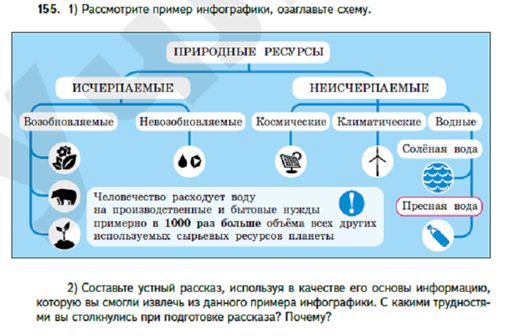 155. 1) Рассмотрите пример инфографики, озаглавьте схему.
ПРИРОДНЫЕ РЕСУРСЫ
ИСЧЕРПАЕМЫЕ
НЕИСЧЕРПАЕМЫЕ
Возобновляемые
Невозобновляемые
Космические
Климатические
Водные
Солёная вода
Пресная вода
Человечество расходует воду
на производственные и бытовые нужды
примерно в 1000 раз больше объёма всех других
используемых сырьевых ресурсов планеты
2) Составьте устный рассказ, используя в качестве его основы информацию,
которую вы смогли извлечь из данного примера инфографики. С какими трудностя-
ми вы столкнулись при подготовке рассказа? Почему?